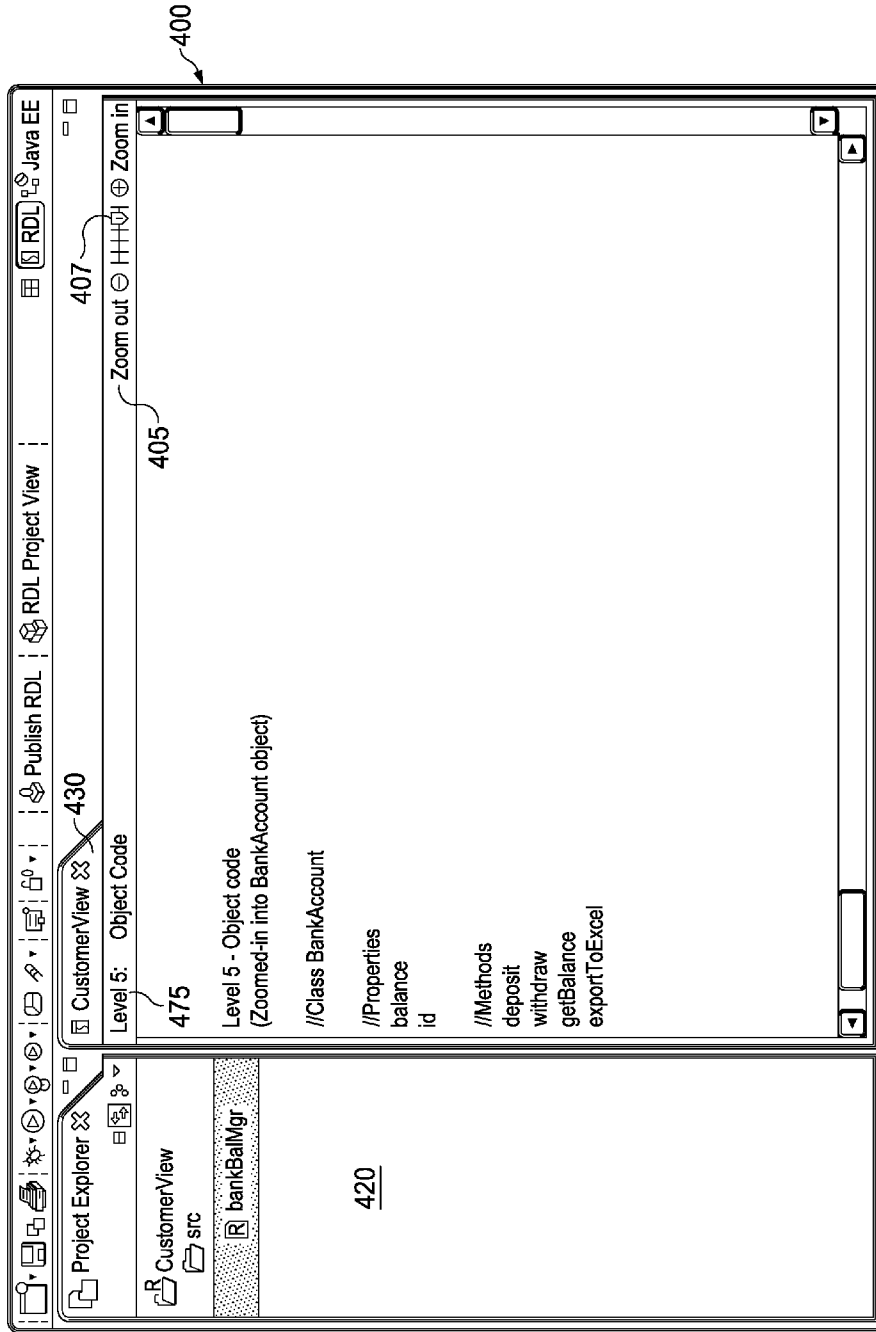 Publish RDL
RDL Project View
RDL
Java EE
400
Project Explorer
CustomerView
src
R bankBalMgr
420
CustomerView
430
Level 5: Object Code
475
Zoom out
Zoom in
405
407
Level 5 - Object code
(Zoomed-in into BankAccount object)
//Class BankAccount
//Properties
balance
id
//Methods
deposit
withdraw
getBalance
exportToExcel